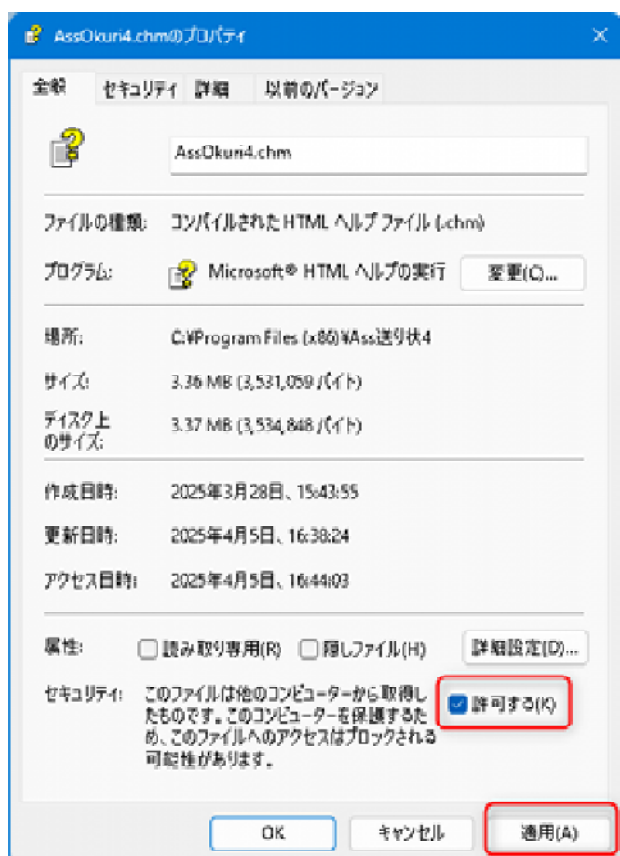 AssOkuri4.chmのプロパティ
全般 セキュリティ 詳細 以前のバージョン
AssOkuri4.chm
ファイルの種類: コンパイルされた HTML ヘルプ ファイル (.chm)
プログラム: Microsoft® HTML ヘルプの実行 変更(C)...
場所: C:¥Program Files (x86)¥Ass送り状4
サイズ: 3.36 MB (3,531,059 バイト)
ディスク上
のサイズ: 3.37 MB (3,534,848 バイト)
作成日時: 2025年3月28日、15:43:55
更新日時: 2025年4月5日、16:38:24
アクセス日時: 2025年4月5日、16:44:03
属性: 読み取り専用(R) 隠しファイル(H) 詳細設定(D)...
セキュリティ: このファイルは他のコンピューターから取得し
たものです。このコンピューターを保護するた
め、このファイルへのアクセスはブロックされる
可能性があります。
許可する(K)
OK キャンセル 適用(A)